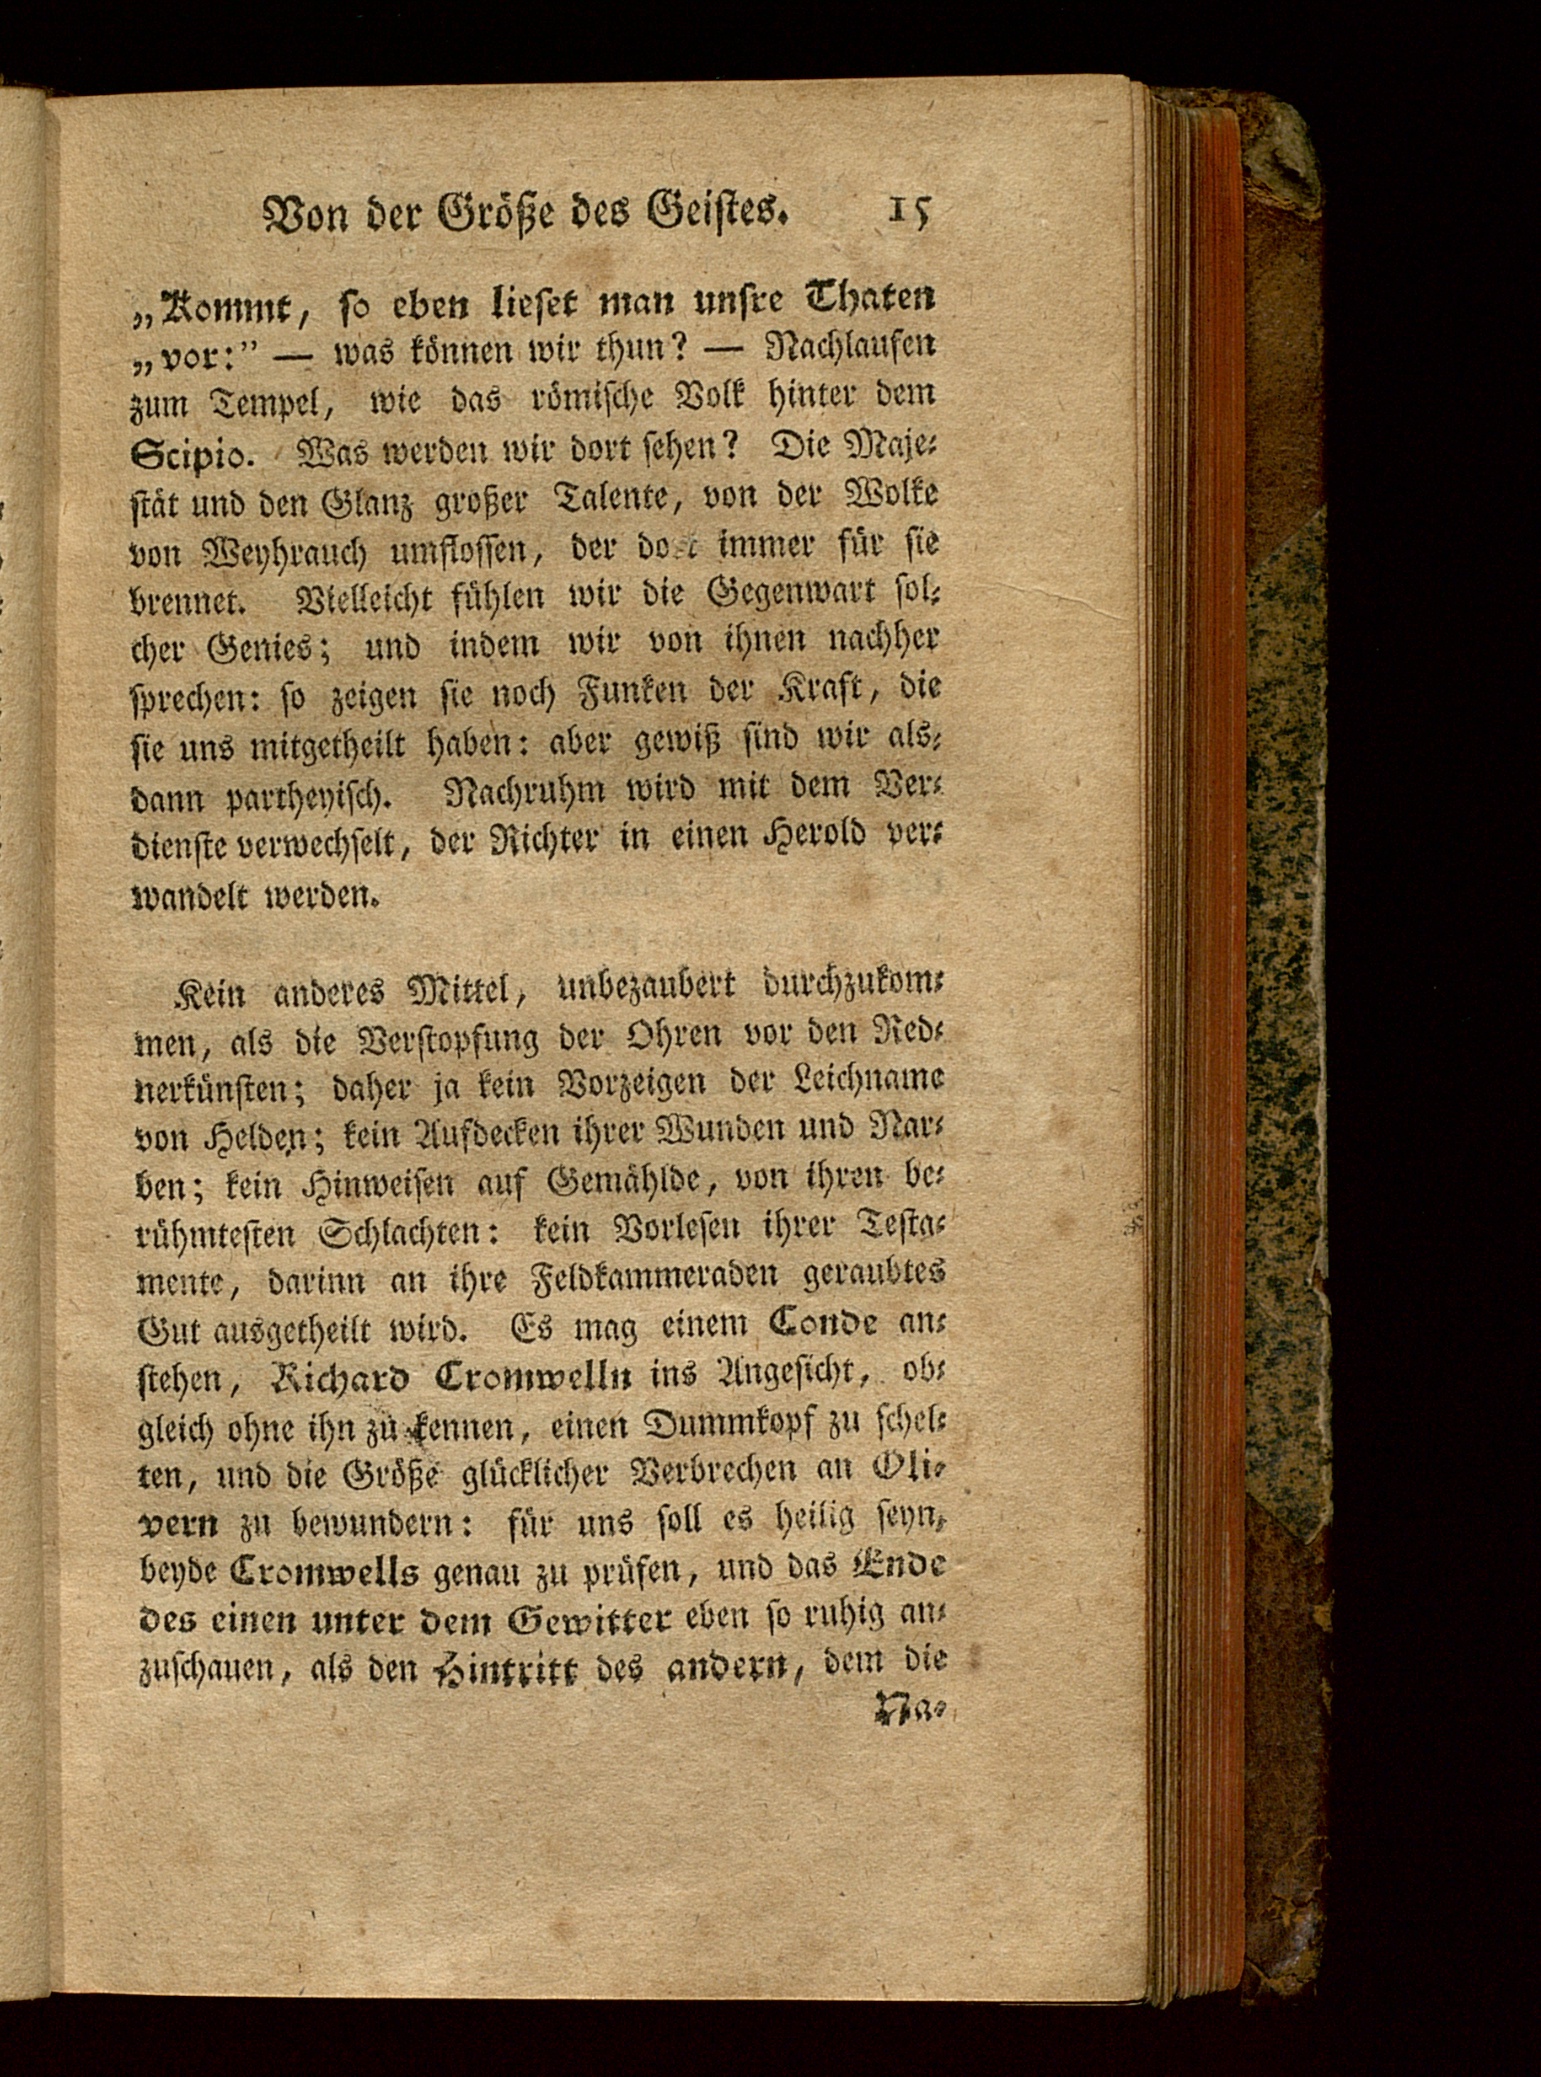 Von der Größe des Geistes. 15
„Kommt, so eben lieset man unsre Thaten
„vor:” — was können wir thun? — Nachlaufen
zum Tempel, wie das römische Volk hinter dem
Scipio. Was werden wir dort sehen? Die Maje-
stät und den Glanz großer Talente, von der Wolke
von Weyhrauch umflossen, der dort immer für sie
brennet. Vielleicht fühlen wir die Gegenwart sol-
cher Genies; und indem wir von ihnen nachher
sprechen: so zeigen sie noch Funken der Kraft, die
sie uns mitgetheilt haben: aber gewiß sind wir als-
dann partheyisch. Nachruhm wird mit dem Ver-
dienste verwechselt, der Richter in einen Herold ver-
wandelt werden.
Kein anderes Mittel, unbezaubert durchzukom-
men, als die Verstopfung der Ohren vor den Red-
nerkünsten; daher ja kein Vorzeigen der Leichname
von Helden; kein Aufdecken ihrer Wunden und Nar-
ben; kein Hinweisen auf Gemählde, von ihren be-
rühmtesten Schlachten: kein Vorlesen ihrer Testa-
mente, darinn an ihre Feldkammeraden geraubtes
Gut ausgetheilt wird. Es mag einem Conde an-
stehen, Richard Cromwelln ins Angesicht, ob-
gleich ohne ihn zu kennen, einen Dummkopf zu schel-
ten, und die Größe glücklicher Verbrechen an Oli-
vern zu bewundern: für uns soll es heilig seyn,
beyde Cromwells genau zu prüfen, und das Ende
des einen unter dem Gewitter eben so ruhig an-
zuschauen, als den Hintritt des andern, dem die
Na-